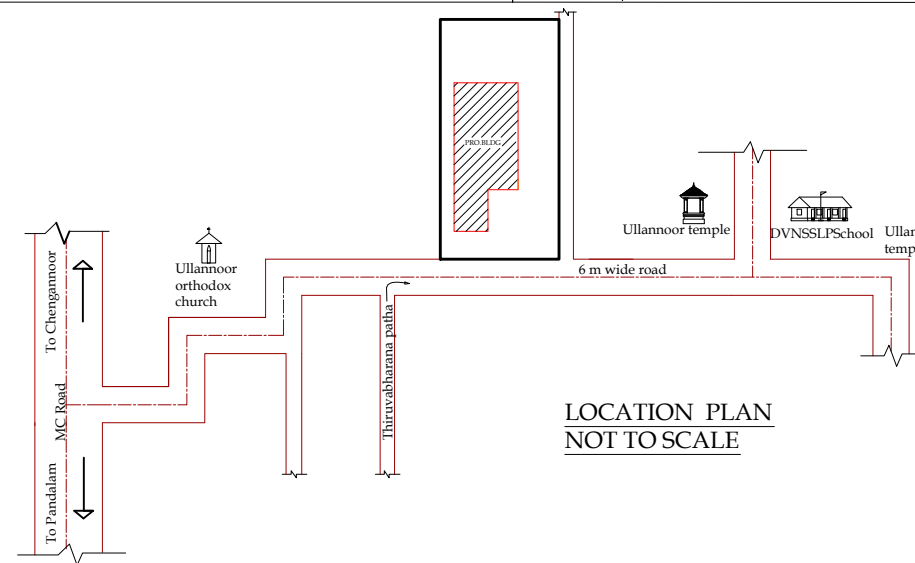 PRO.BLDG
Ullannoor temple
DVNSSLPSchool
Ullan
temp
Ullannoor
orthodox
church
6 m wide road
To Chengannoor
MC Road
To Pandalam
Thiruvabharana patha
LOCATION PLAN
NOT TO SCALE